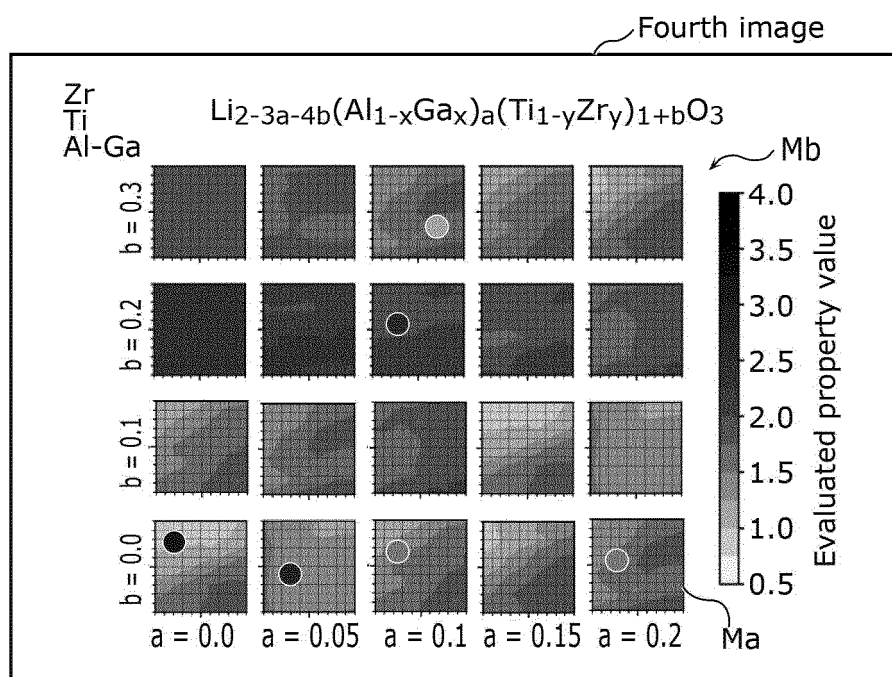 Fourth image
Zr
Ti
Al-Ga
Li₂₋₃ₐ₋₄b(Al₁₋ₓGaₓ)ₐ(Ti₁₋yZry)₁₊bO₃
Mb
b = 0.3
b = 0.2
b = 0.1
b = 0.0
a = 0.0
a = 0.05
a = 0.1
a = 0.15
a = 0.2
4.0
3.5
3.0
2.5
2.0
1.5
1.0
0.5
Evaluated property value
Ma